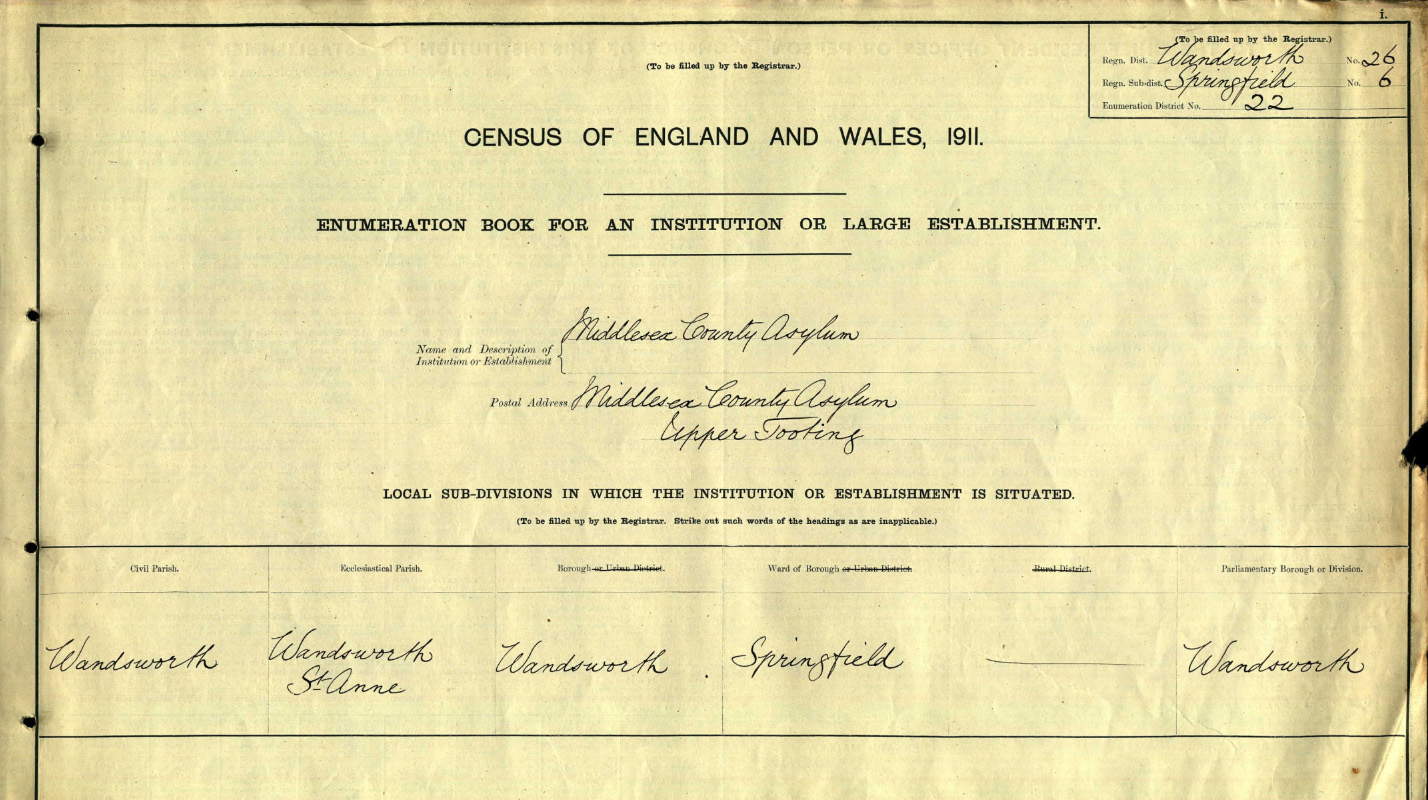 i.
(To be filled up by the Registrar.)
(To be filled up by the Registrar.)
Regn. Dist. Wandsworth No. 26
Regn. Sub-dist. Springfield No. 6
Enumeration District No. 22
CENSUS OF ENGLAND AND WALES, 1911.
ENUMERATION BOOK FOR AN INSTITUTION OR LARGE ESTABLISHMENT.
Name and Description of
Institution or Establishment
Middlesex County Asylum
Postal Address Middlesex County Asylum
Upper Tooting
LOCAL SUB-DIVISIONS IN WHICH THE INSTITUTION OR ESTABLISHMENT IS SITUATED.
(To be filled up by the Registrar. Strike out such words of the headings as are inapplicable.)
Civil Parish. Ecclesiastical Parish. Borough or Urban District. Ward of Borough or Urban District. Rural District. Parliamentary Borough or Division.
Wandsworth Wandsworth Wandsworth Springfield Wandsworth
St Anne